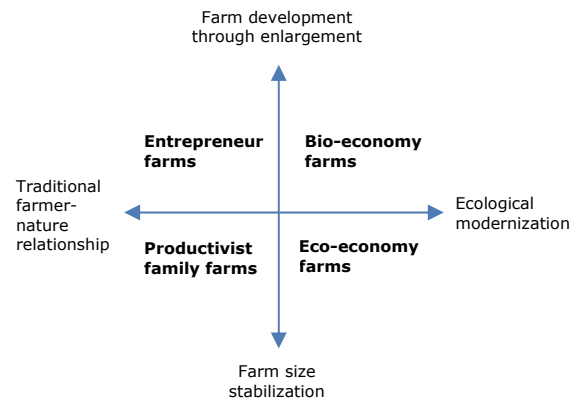 Farm development
through enlargement
Entrepreneur
farms
Bio-economy
farms
Traditional
farmer-
nature
relationship
Ecological
modernization
Productivist
family farms
Eco-economy
farms
Farm size
stabilization